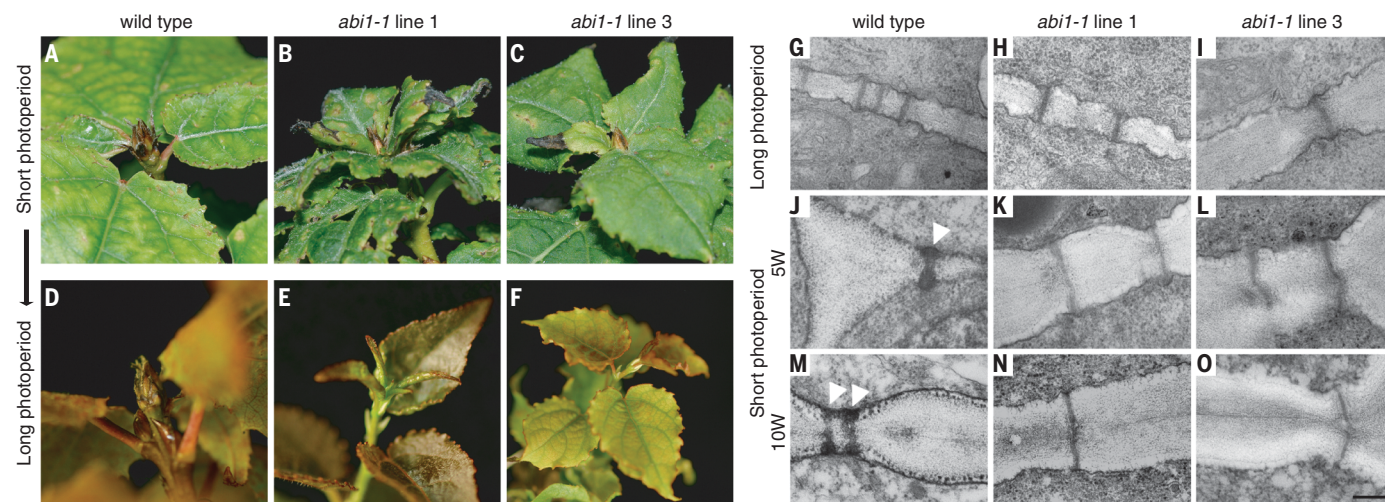 wild type
abi1-1 line 1
abi1-1 line 3
wild type
abi1-1 line 1
abi1-1 line 3
Short photoperiod
Long photoperiod
A
B
C
D
E
F
Long photoperiod
Short photoperiod
5W
10W
G
H
I
J
K
L
M
N
O